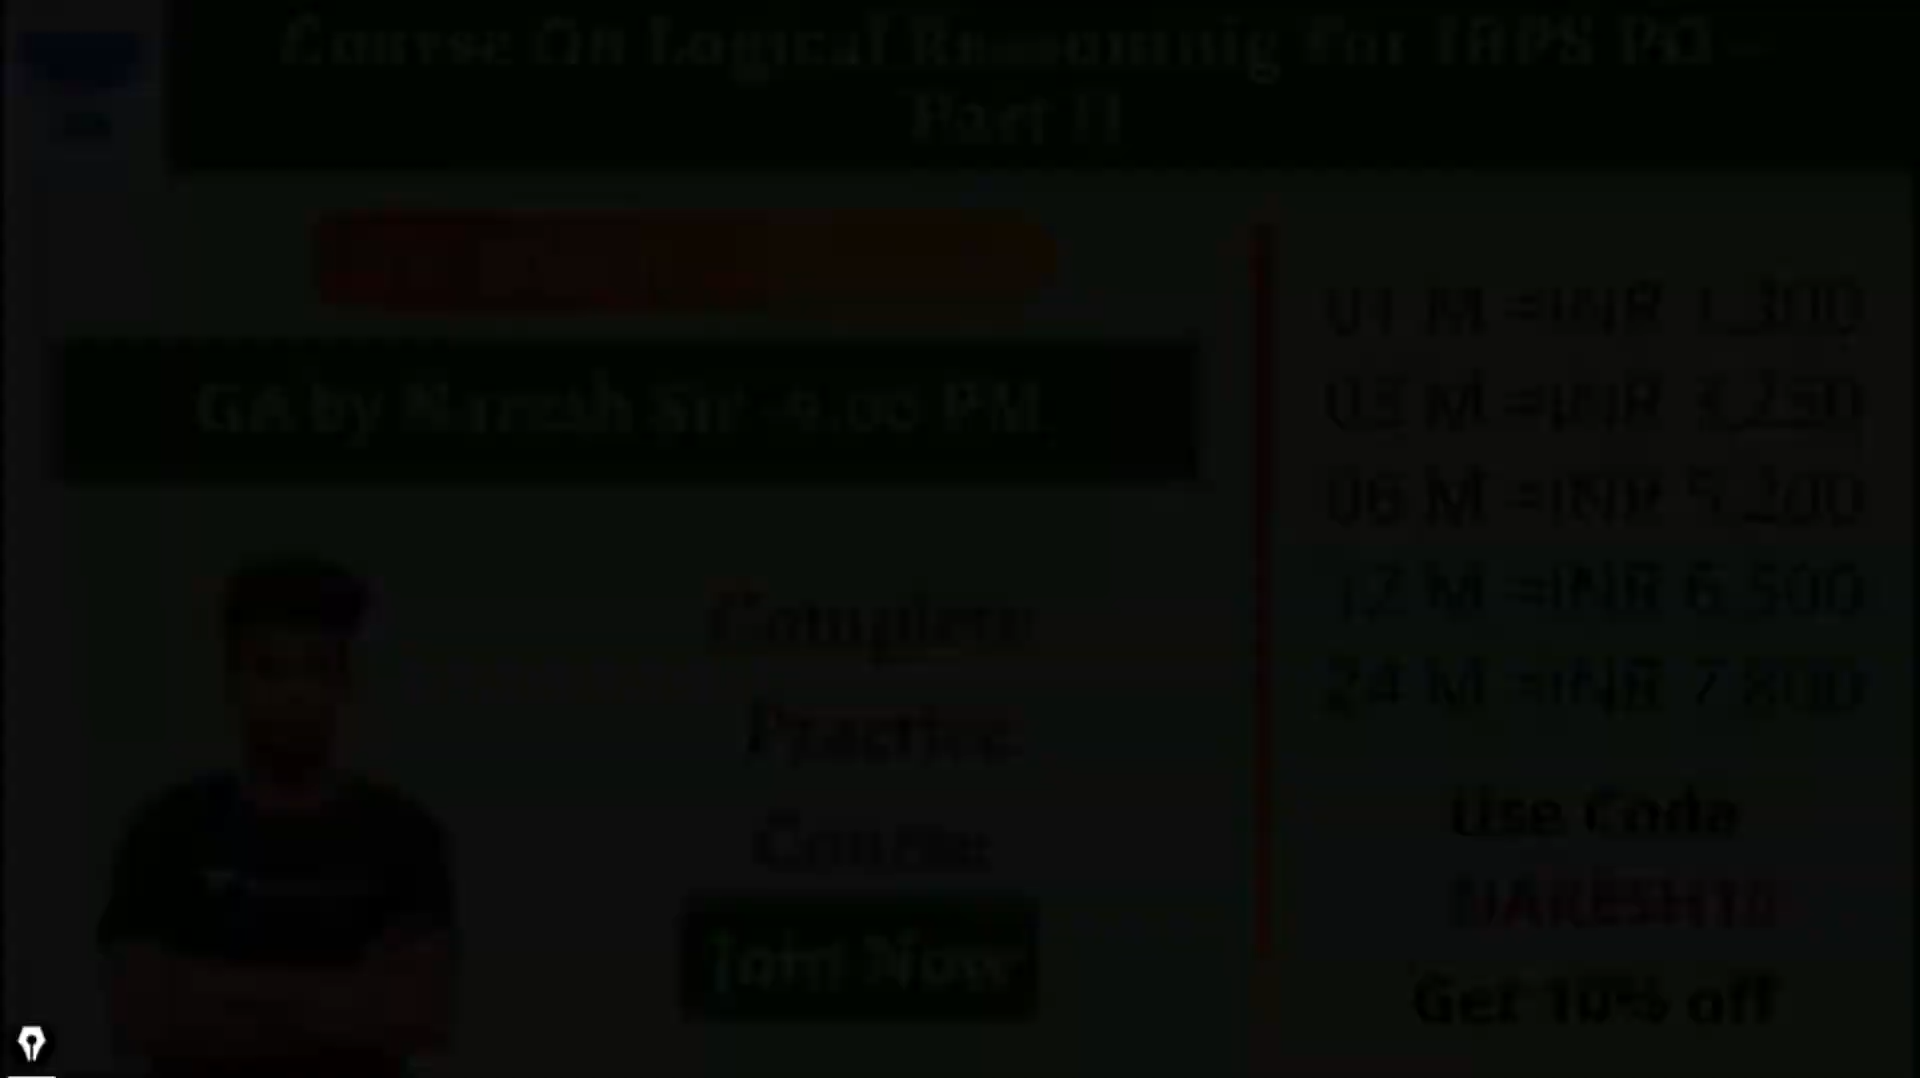 Course On Logical Reasoning For IBPS PO -
Part II
GA by Naresh Sir -4.00 PM
01 M =INR 1,300
03 M =INR 3,250
06 M =INR 5,200
12 M =INR 6,500
24 M =INR 7,800
Complete
Practice
Course
Join Now
Use Code
NARESH10
Get 10% off